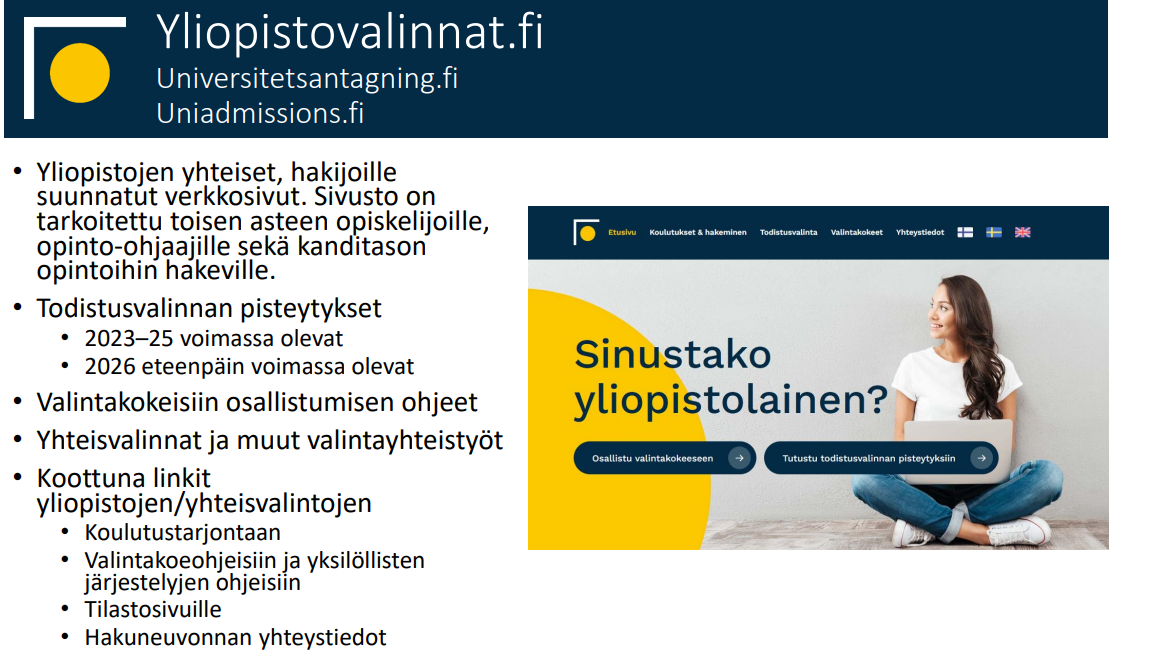 Yliopistovalinnat.fi
Universitetsantagning.fi
Uniadmissions.fi
• Yliopistojen yhteiset, hakijoille
suunnatut verkkosivut. Sivusto on
tarkoitettu toisen asteen opiskelijoille,
opinto-ohjaajille sekä kanditason
opintoihin hakeville.
• Todistusvalinnan pisteytykset
• 2023–25 voimassa olevat
• 2026 eteenpäin voimassa olevat
• Valintakokeisiin osallistumisen ohjeet
• Yhteisvalinnat ja muut valintayhteistyöt
• Koottuna linkit
yliopistojen/yhteisvalintojen
• Koulutustarjontaan
• Valintakoeohjeisiin ja yksilöllisten
järjestelyjen ohjeisiin
• Tilastosivuille
• Hakuneuvonnan yhteystiedot
Etusivu Koulutukset & hakeminen Todistusvalinta Valintakokeet Yhteystiedot
Sinustako
yliopistolainen?
Osallistu valintakokeeseen → Tutustu todistusvalinnan pisteytyksiin →